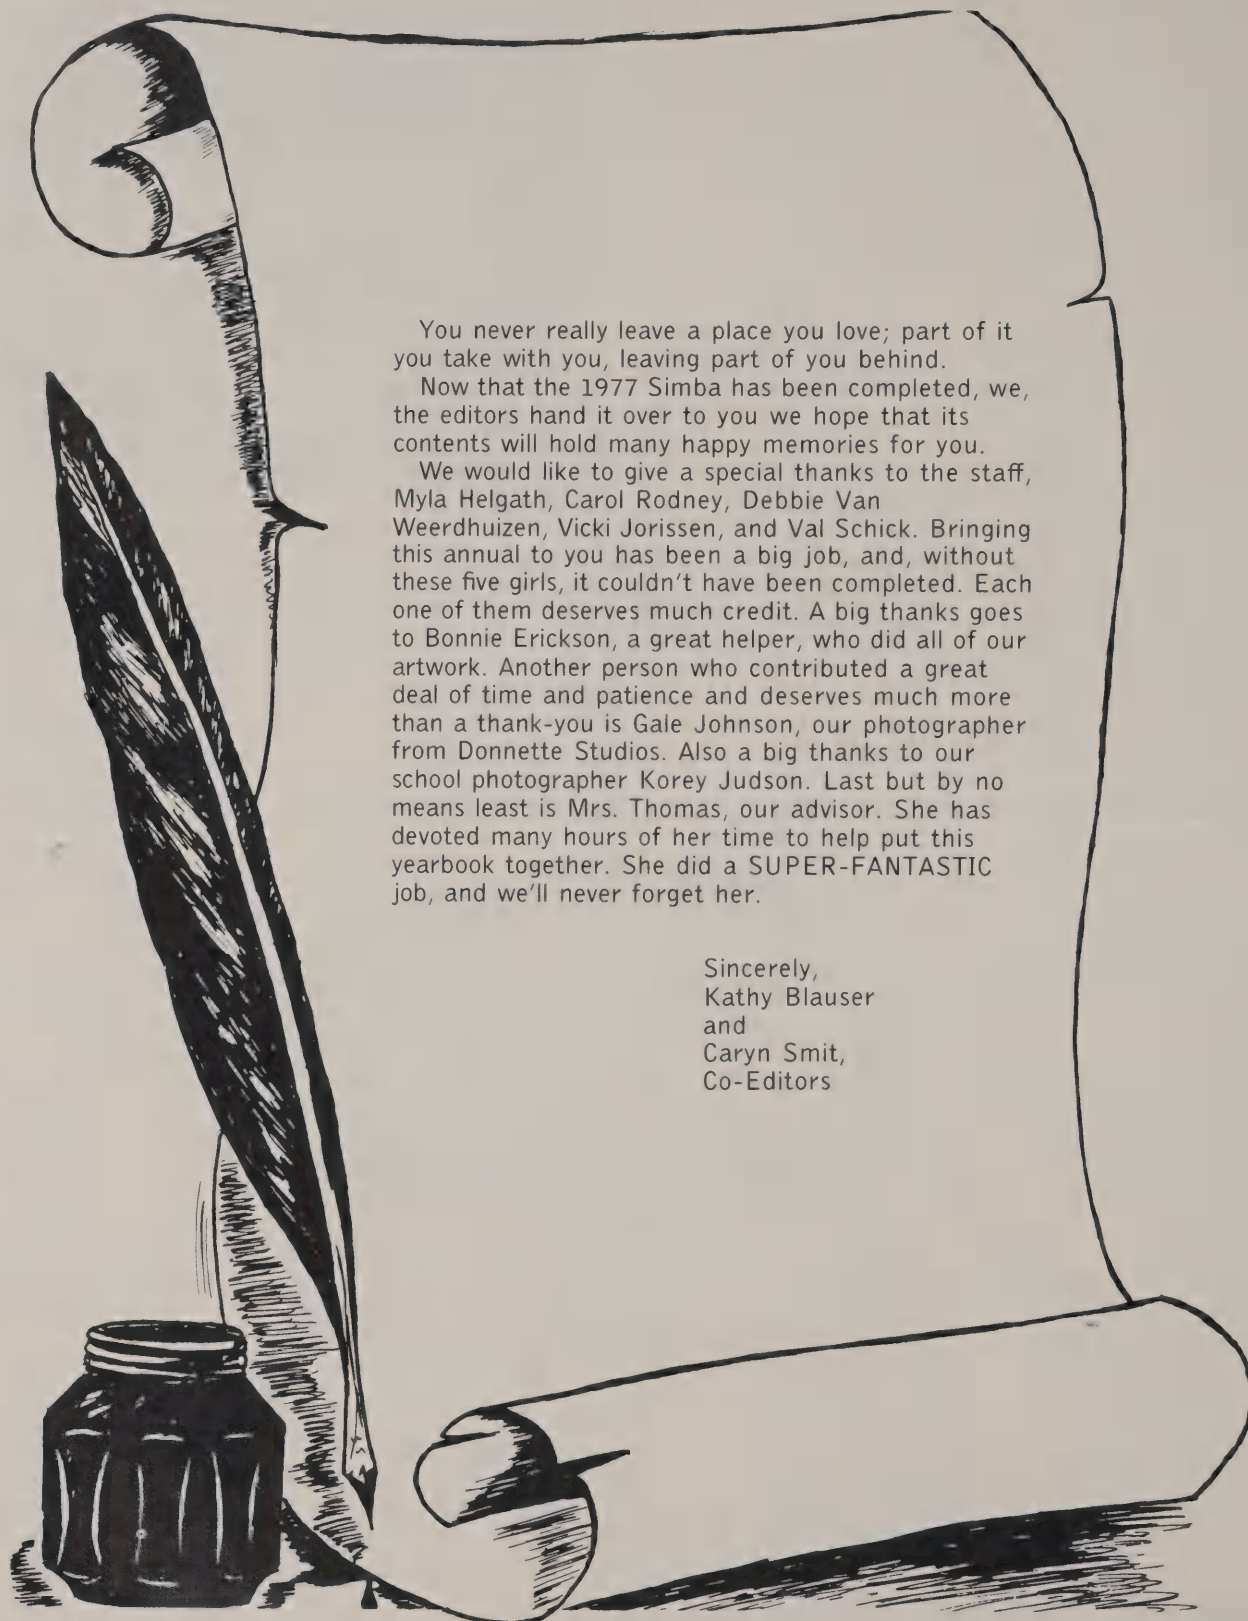 You never really leave a place you love; part of it
you take with you, leaving part of you behind.
Now that the 1977 Simba has been completed, we,
the editors hand it over to you we hope that its
contents will hold many happy memories for you.
We would like to give a special thanks to the staff,
Myla Helgath, Carol Rodney, Debbie Van
Weerdhuizen, Vicki Jorissen, and Val Schick. Bringing
this annual to you has been a big job, and, without
these five girls, it couldn't have been completed. Each
one of them deserves much credit. A big thanks goes
to Bonnie Erickson, a great helper, who did all of our
artwork. Another person who contributed a great
deal of time and patience and deserves much more
than a thank-you is Gale Johnson, our photographer
from Donnette Studios. Also a big thanks to our
school photographer Korey Judson. Last but by no
means least is Mrs. Thomas, our advisor. She has
devoted many hours of her time to help put this
yearbook together. She did a SUPER-FANTASTIC
job, and we'll never forget her.
Sincerely,
Kathy Blauser
and
Caryn Smit,
Co-Editors